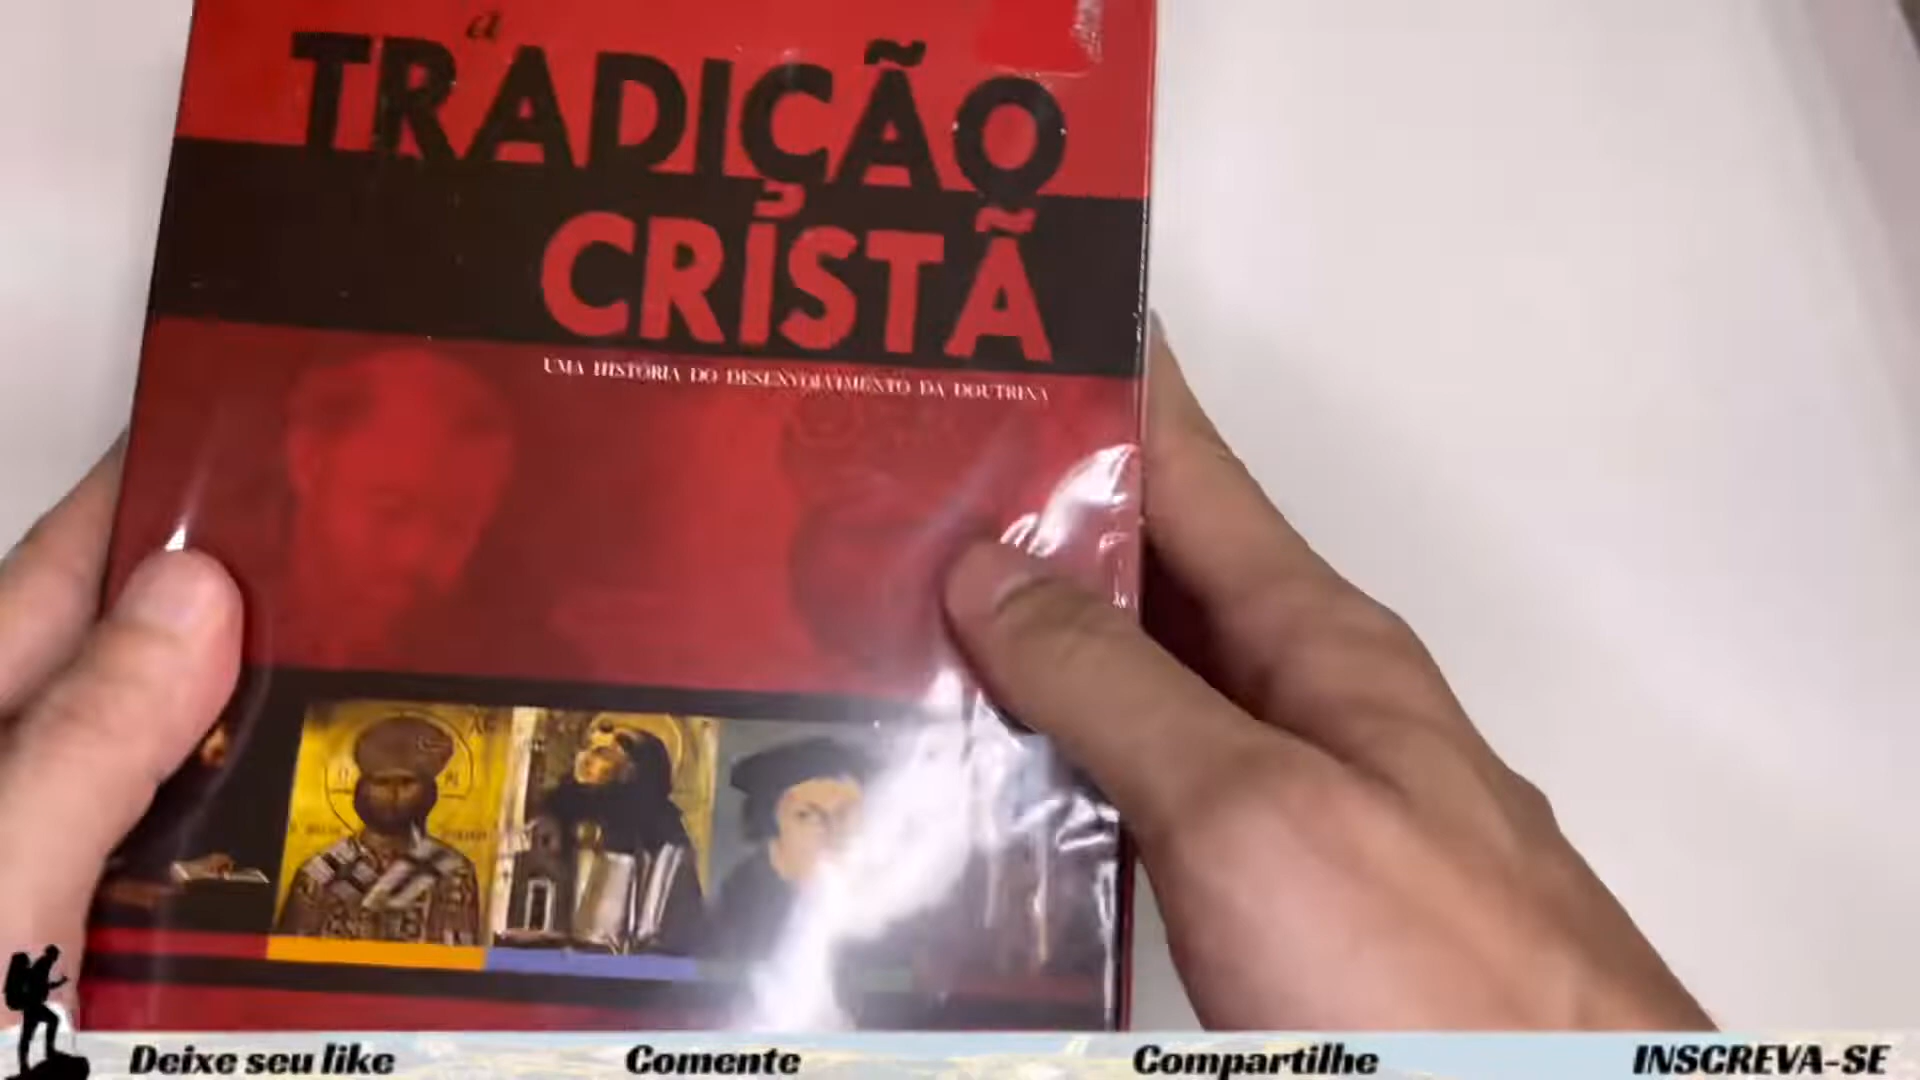 a
TRADIÇÃO
CRISTÃ
UMA HISTÓRIA DO DESENVOLVIMENTO DA DOUTRINA
Deixe seu like Comente Compartilhe INSCREVA-SE